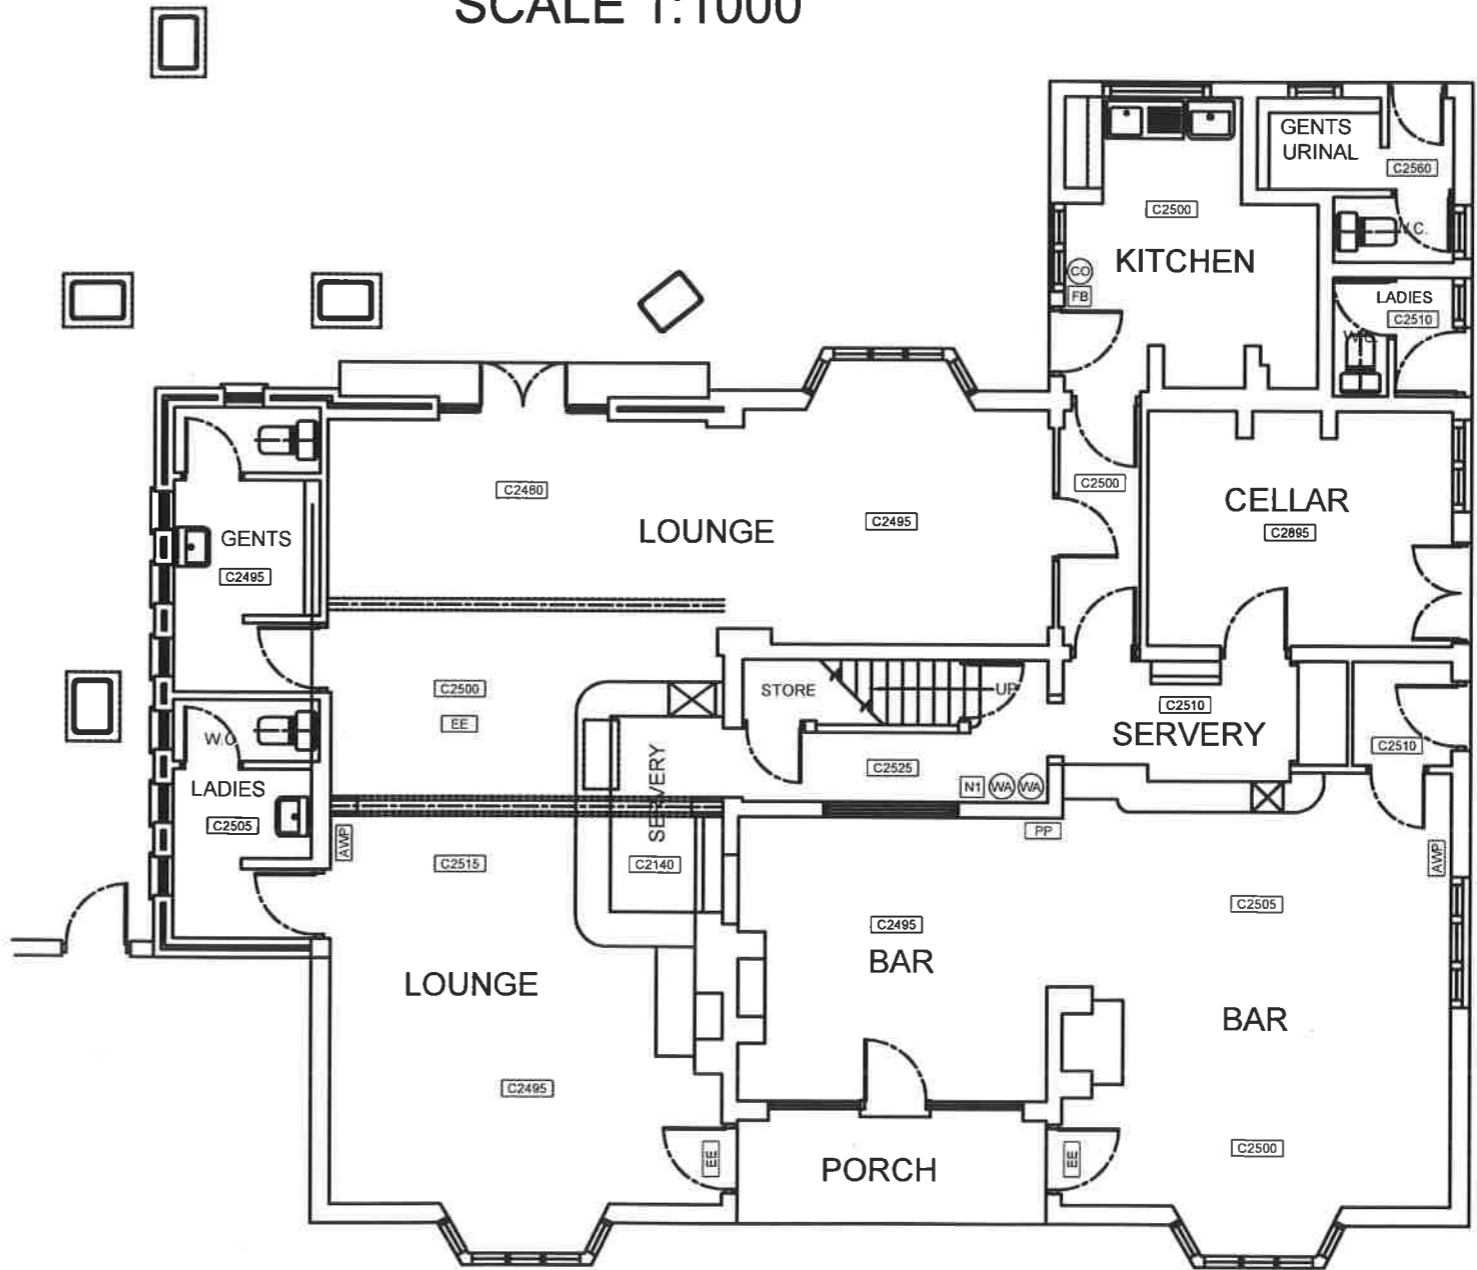 SCALE 1:1000
GENTS
URINAL
C2560
C2500
KITCHEN
W.C.
CO
FB
LADIES
C2510
W.C.
C2480
C2495
LOUNGE
C2500
CELLAR
C2895
GENTS
C2495
C2500
EE
STORE
UP
C2510
SERVERY
C2510
W.C
LADIES
C2505
SERVERY
C2525
N1
WA
WA
PP
AWP
C2515
C2140
AWP
C2495
BAR
C2505
LOUNGE
BAR
C2495
EE
PORCH
EE
C2500